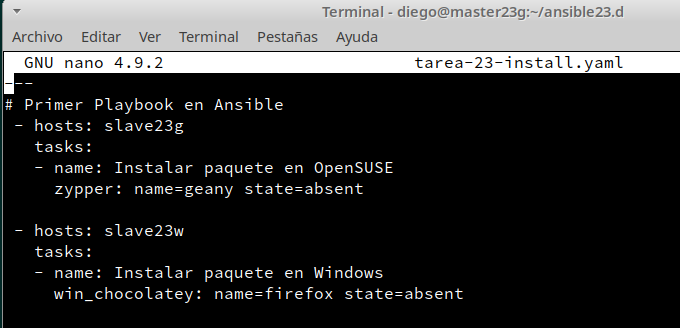 Terminal - diego@master23g:~/ansible23.d
Archivo Editar Ver Terminal Pestañas Ayuda
GNU nano 4.9.2 tarea-23-install.yaml
---
# Primer Playbook en Ansible
- hosts: slave23g
tasks:
- name: Instalar paquete en OpenSUSE
zypper: name=geany state=absent
- hosts: slave23w
tasks:
- name: Instalar paquete en Windows
win_chocolatey: name=firefox state=absent